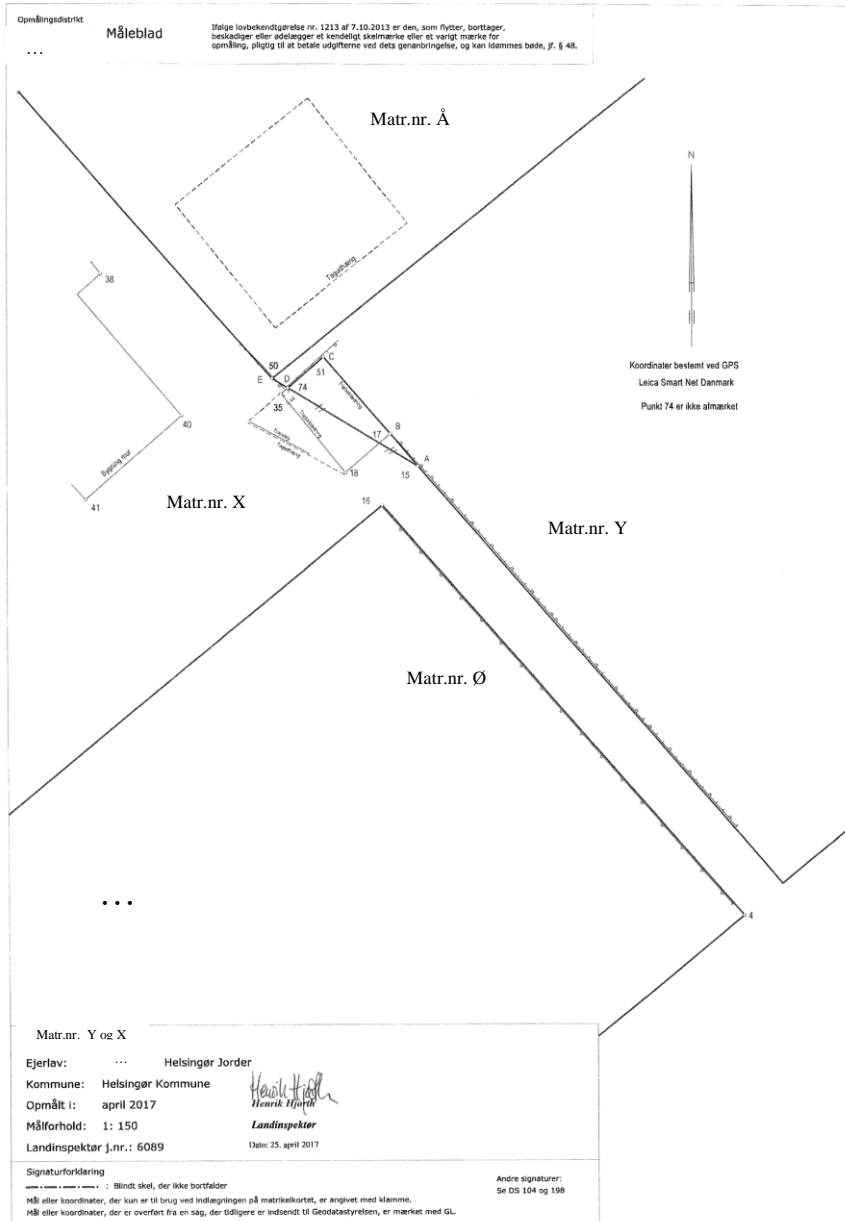 Opmålingsdistrikt
...
Måleblad
Ifølge lovbekendtgørelse nr. 1213 af 7.10.2013 er den, som flytter, borttager,
beskadiger eller ødelægger et kendeligt skelmærke eller et varigt mærke for
opmåling, pligtig til at betale udgifterne ved dets genanbringelse, og kan idømmes bøde, jf. § 48.
Matr.nr. Å
N
Tagudhæng
38
Koordinater bestemt ved GPS
Leica Smart Net Danmark
Punkt 74 er ikke afmærket
50
C
E
D
51
74
Træbeklædning
35
40
17
B
Træbeklædning
Tagudhæng
A
Bygning mur
18
15
41
Matr.nr. X
16
Matr.nr. Y
Matr.nr. Ø
...
4
Matr.nr. Y og X
Ejerlav: ... Helsingør Jorder
Kommune: Helsingør Kommune
Opmålt i: april 2017
Målforhold: 1: 150
Landinspektør j.nr.: 6089
Henrik Hjorth
Henrik Hjorth
Landinspektør
Dato: 25. april 2017
Signaturforklaring
: Blindt skel, der ikke bortfalder
Mål eller koordinater, der kun er til brug ved indlægningen på matrikelkortet, er angivet med klamme.
Mål eller koordinater, der er overført fra en sag, der tidligere er indsendt til Geodatastyrelsen, er mærket med GL.
Andre signaturer:
Se DS 104 og 198